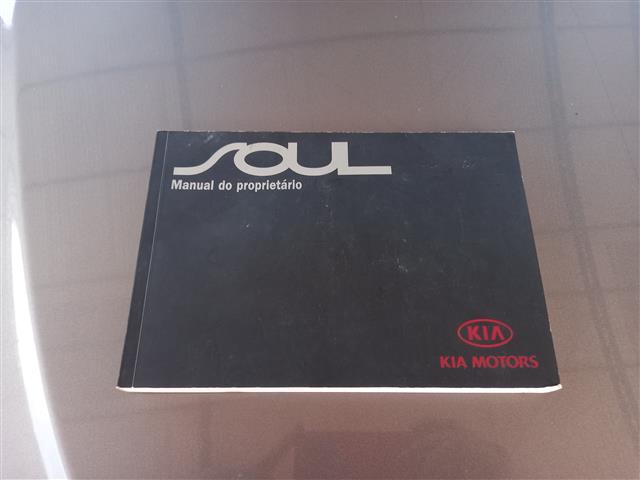 SOUL
Manual do proprietário
KIA
KIA MOTORS